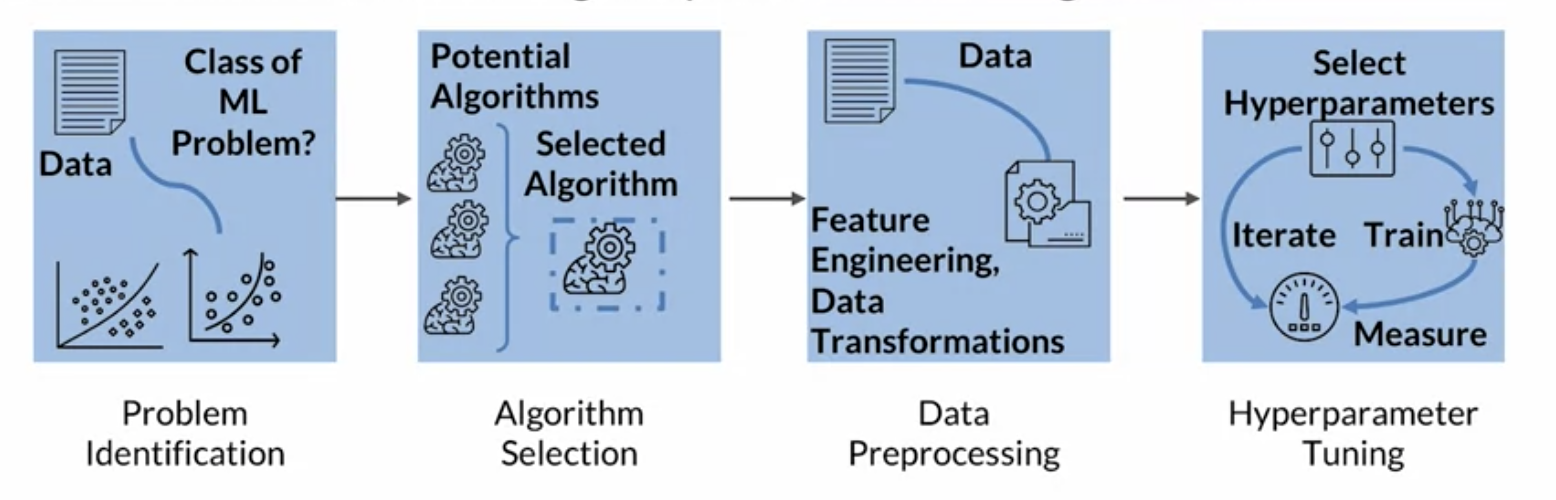 Class of
ML
Problem?
Data
Problem
Identification
Potential
Algorithms
Selected
Algorithm
Algorithm
Selection
Data
Feature
Engineering,
Data
Transformations
Data
Preprocessing
Select
Hyperparameters
Iterate Train
Measure
Hyperparameter
Tuning